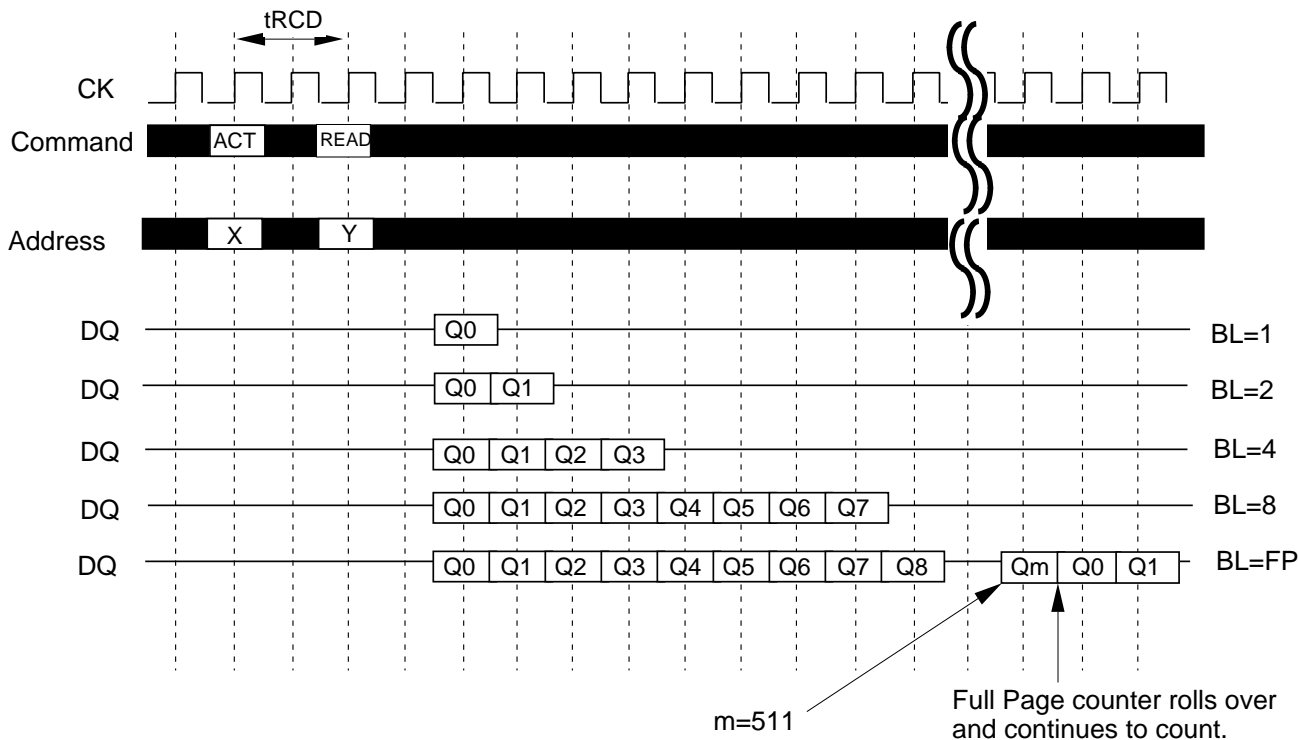 tRCD
CK
Command ACT READ
Address X Y
DQ Q0 BL=1
DQ Q0 Q1 BL=2
DQ Q0 Q1 Q2 Q3 BL=4
DQ Q0 Q1 Q2 Q3 Q4 Q5 Q6 Q7 BL=8
DQ Q0 Q1 Q2 Q3 Q4 Q5 Q6 Q7 Q8 Qm Q0 Q1 BL=FP
m=511
Full Page counter rolls over
and continues to count.